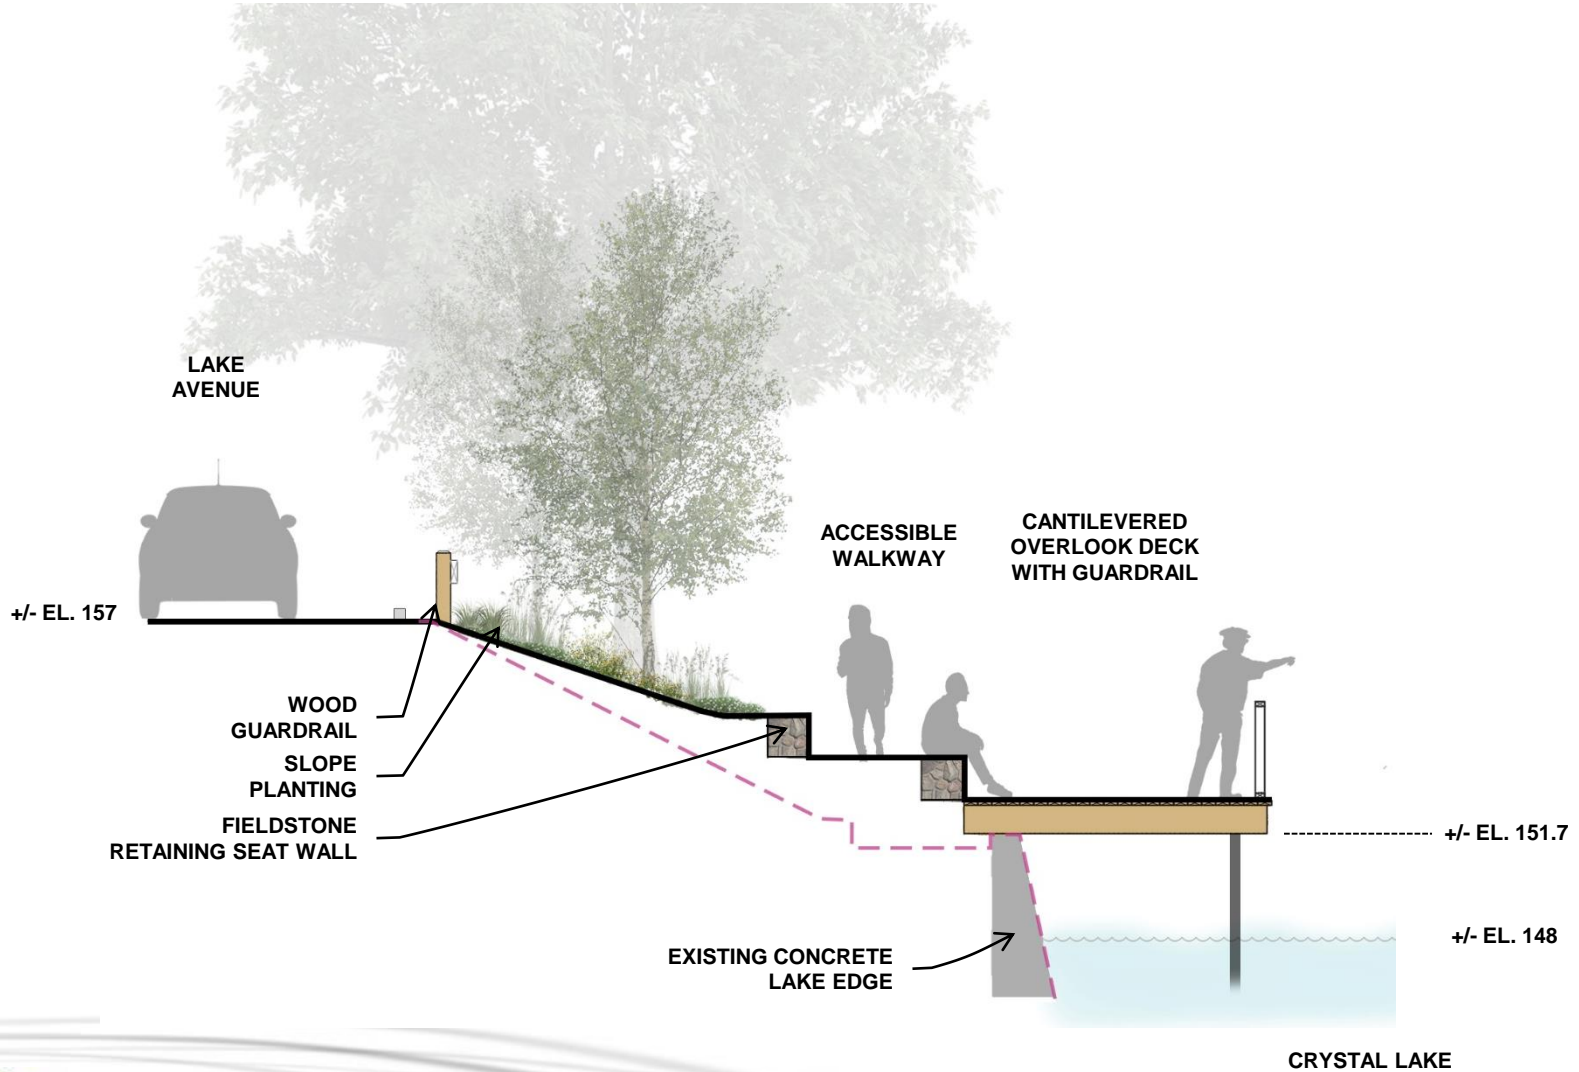 LAKE
AVENUE
ACCESSIBLE
WALKWAY
CANTILEVERED
OVERLOOK DECK
WITH GUARDRAIL
+/- EL. 157
WOOD
GUARDRAIL
SLOPE
PLANTING
FIELDSTONE
RETAINING SEAT WALL
+/- EL. 151.7
EXISTING CONCRETE
LAKE EDGE
+/- EL. 148
CRYSTAL LAKE